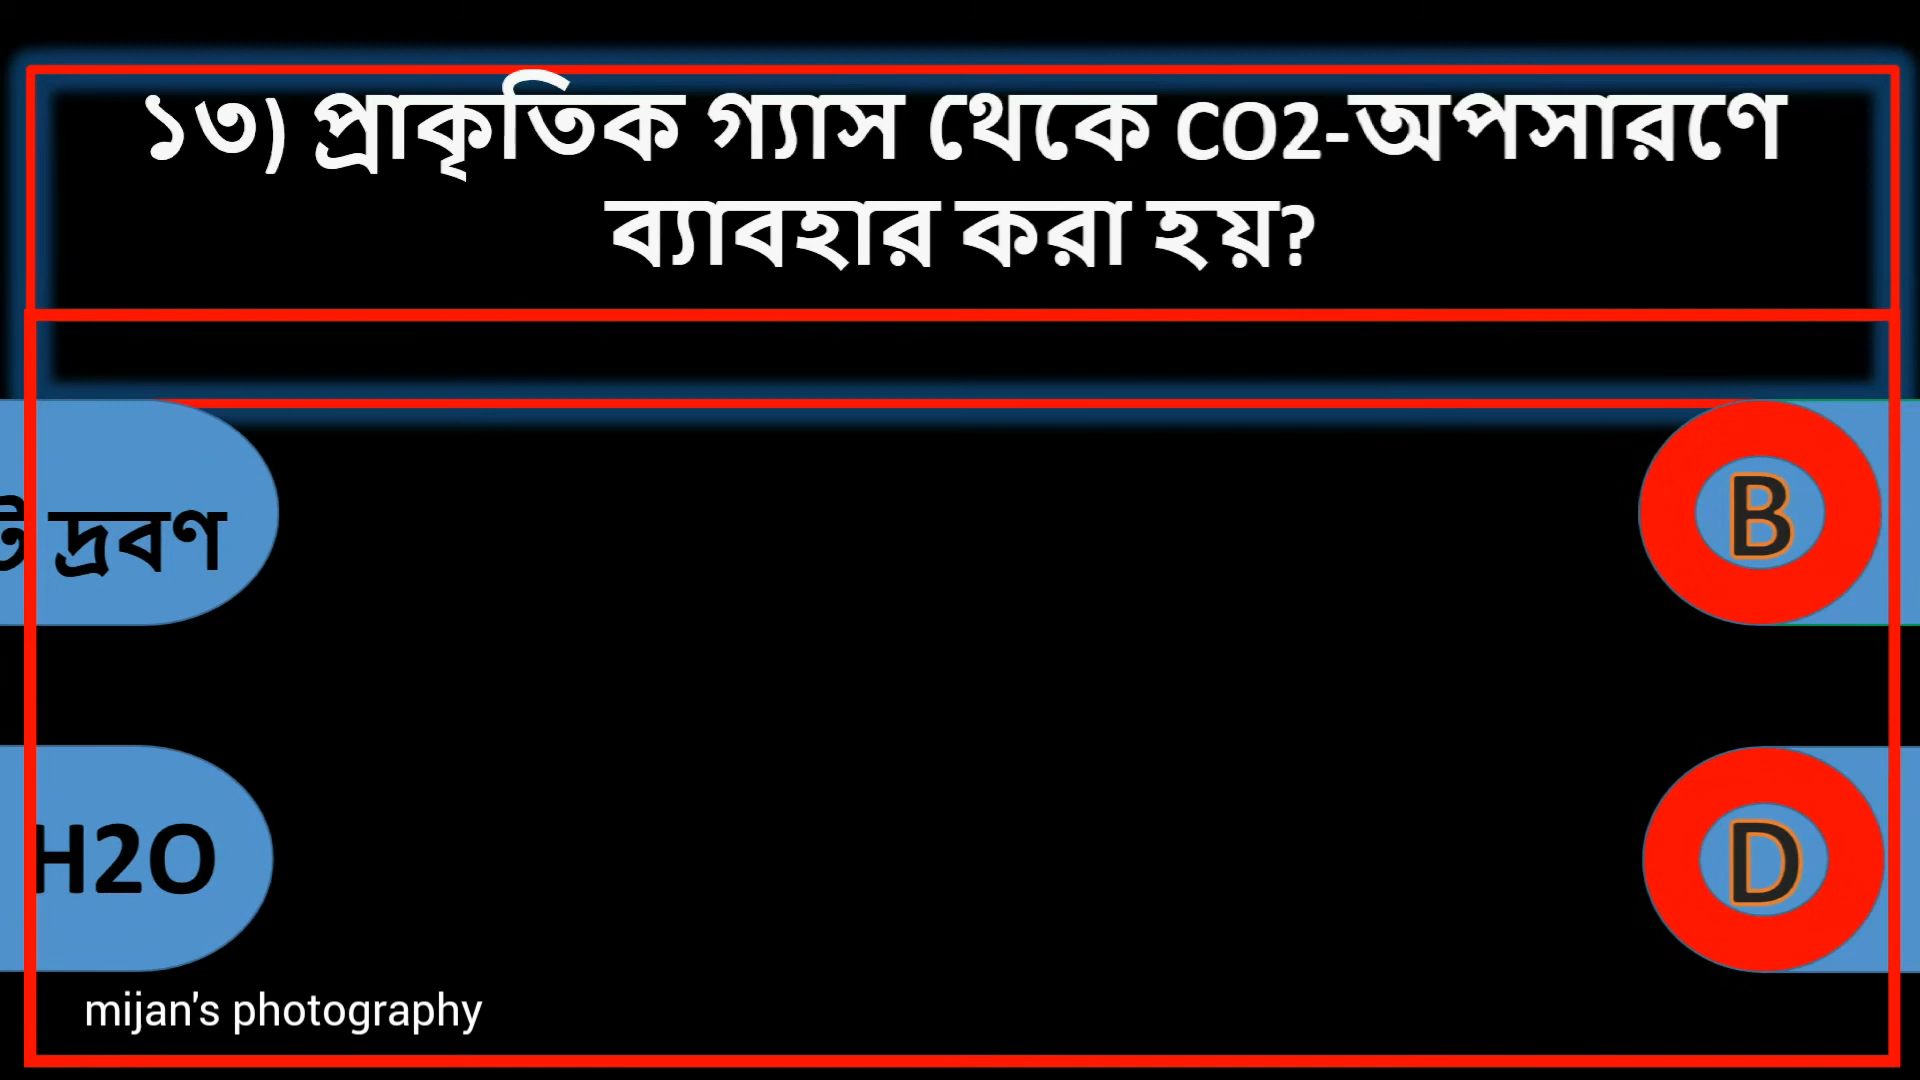 ১৩) প্রাকৃতিক গ্যাস থেকে CO2-অপসারণে
ব্যাবহার করা হয়?
দ্রবণ
B
H2O
D
mijan's photography